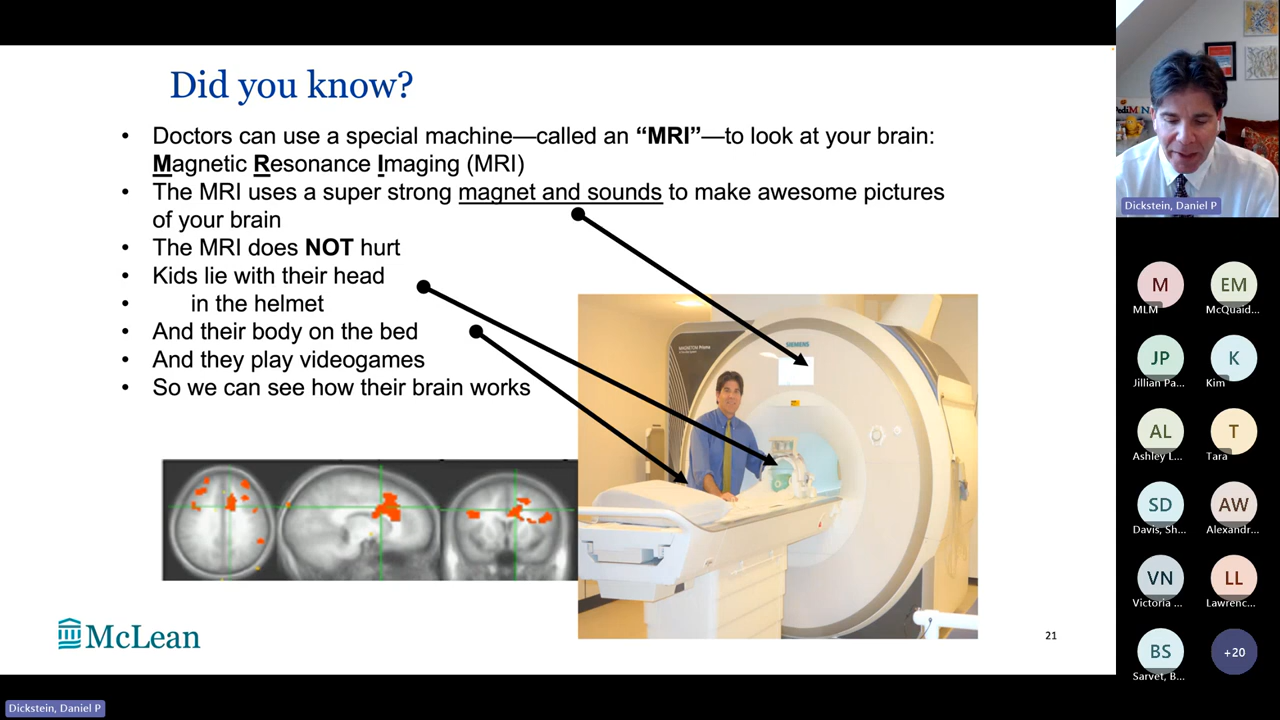 Did you know?
• Doctors can use a special machine—called an “MRI”—to look at your brain:
Magnetic Resonance Imaging (MRI)
• The MRI uses a super strong magnet and sounds to make awesome pictures
of your brain
• The MRI does NOT hurt
• Kids lie with their head
• in the helmet
• And their body on the bed
• And they play videogames
• So we can see how their brain works
SIEMENS
McLean
21
Dickstein, Daniel P
M
MLM
EM
McQuaid...
JP
Jillian Pa...
K
Kim
AL
Ashley L...
T
Tara
SD
Davis, Sh...
AW
Alexandr...
VN
Victoria ...
LL
Lawrenc...
BS
Sarvet, B...
+20
Dickstein, Daniel P